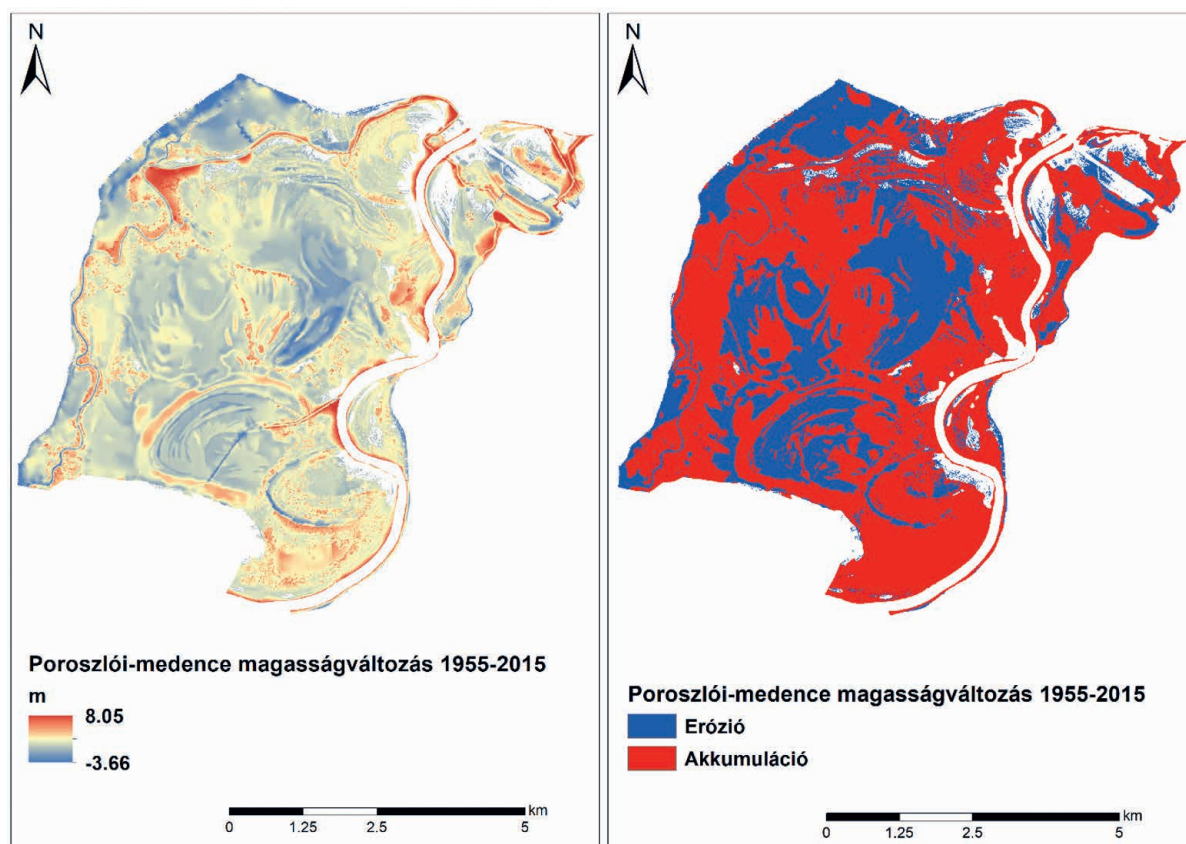 N
Poroszlói-medence magasságváltozás 1955-2015
m
8.05
-3.66
km
0 1.25 2.5 5
N
Poroszlói-medence magasságváltozás 1955-2015
Erózió
Akkumuláció
km
0 1.25 2.5 5